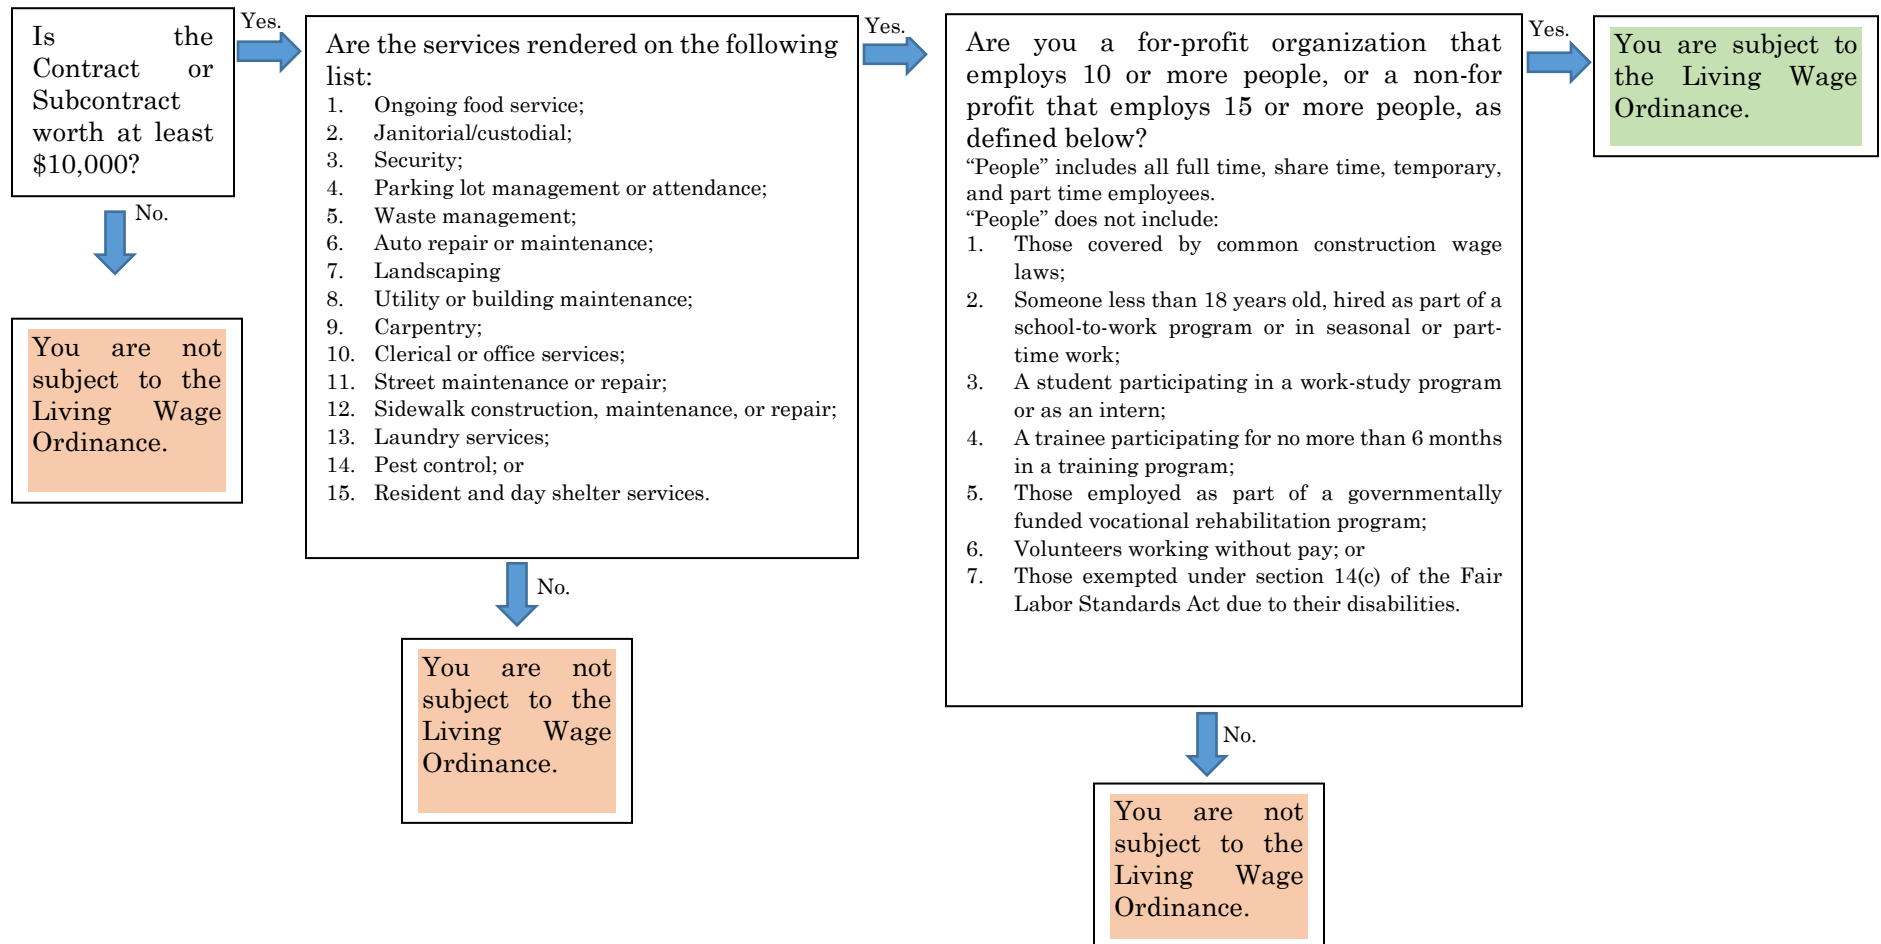 Is the
Contract or
Subcontract
worth at least
$10,000?
Yes.
No.
You are not
subject to the
Living Wage
Ordinance.
Are the services rendered on the following
list:
1. Ongoing food service;
2. Janitorial/custodial;
3. Security;
4. Parking lot management or attendance;
5. Waste management;
6. Auto repair or maintenance;
7. Landscaping
8. Utility or building maintenance;
9. Carpentry;
10. Clerical or office services;
11. Street maintenance or repair;
12. Sidewalk construction, maintenance, or repair;
13. Laundry services;
14. Pest control; or
15. Resident and day shelter services.
Yes.
No.
You are not
subject to the
Living Wage
Ordinance.
Are you a for-profit organization that
employs 10 or more people, or a non-for
profit that employs 15 or more people, as
defined below?
“People” includes all full time, share time, temporary,
and part time employees.
“People” does not include:
1. Those covered by common construction wage
laws;
2. Someone less than 18 years old, hired as part of a
school-to-work program or in seasonal or part-
time work;
3. A student participating in a work-study program
or as an intern;
4. A trainee participating for no more than 6 months
in a training program;
5. Those employed as part of a governmentally
funded vocational rehabilitation program;
6. Volunteers working without pay; or
7. Those exempted under section 14(c) of the Fair
Labor Standards Act due to their disabilities.
Yes.
No.
You are not
subject to the
Living Wage
Ordinance.
You are subject to
the Living Wage
Ordinance.